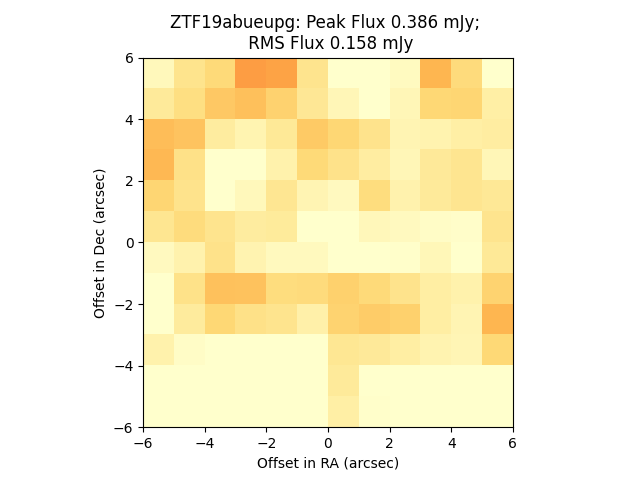 ZTF19abueupg: Peak Flux 0.386 mJy;
RMS Flux 0.158 mJy
6
4
2
0
−2
−4
−6
Offset in Dec (arcsec)
−6 −4 −2 0 2 4 6
Offset in RA (arcsec)